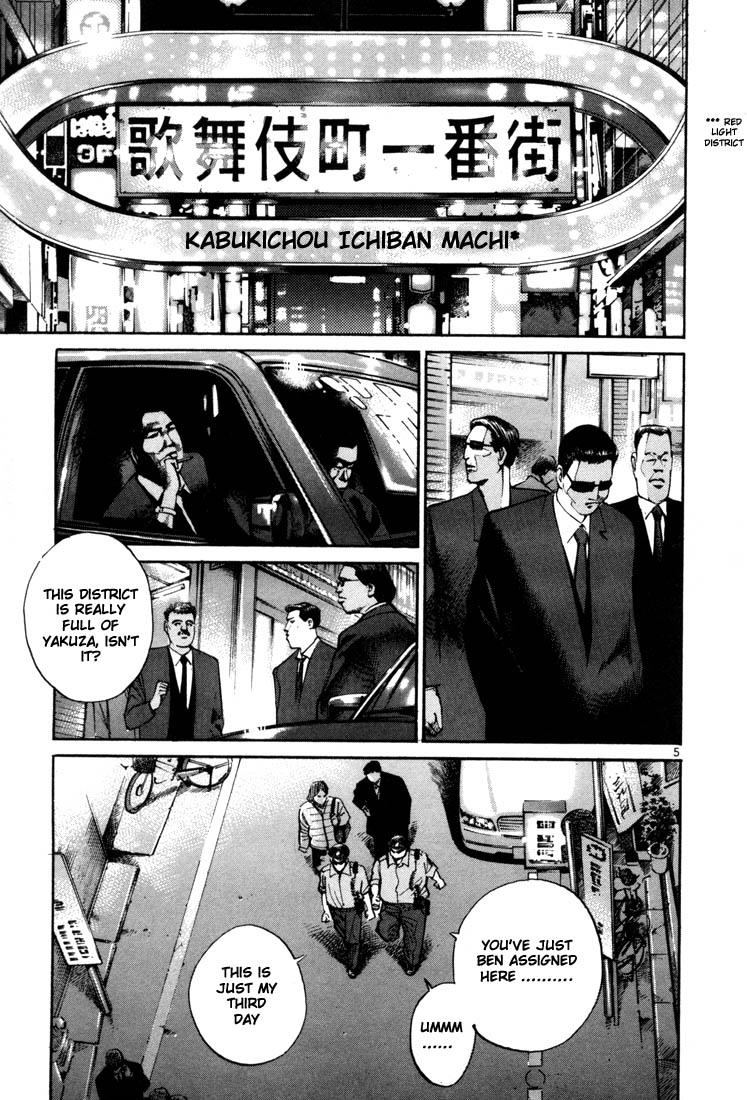 *** RED
LIGHT
DISTRICT
3F
歌舞伎町一番街
KABUKICHOU ICHIBAN MACHI*
THIS DISTRICT
IS REALLY
FULL OF
YAKUZA, ISN'T
IT?
5
YOU'VE JUST
BEN ASSIGNED
HERE ..........
UMMM
......
THIS IS
JUST MY
THIRD
DAY